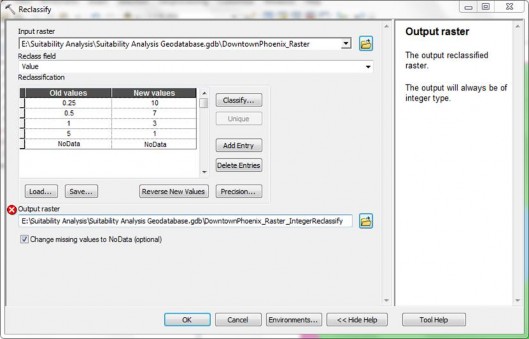 Reclassify
Input raster
E:\Suitability Analysis\Suitability Analysis Geodatabase.gdb\DowntownPhoenix_Raster
Reclass field
Value
Reclassification
Old values New values
0.25 10
0.5 7
1 3
5 1
NoData NoData
Classify...
Unique
Add Entry
Delete Entries
Load... Save... Reverse New Values Precision...
Output raster
E:\Suitability Analysis\Suitability Analysis Geodatabase.gdb\DowntownPhoenix_Raster_IntegerReclassify
Change missing values to NoData (optional)
OK Cancel Environments... << Hide Help Tool Help
Output raster
The output reclassified
raster.
The output will always be of
integer type.